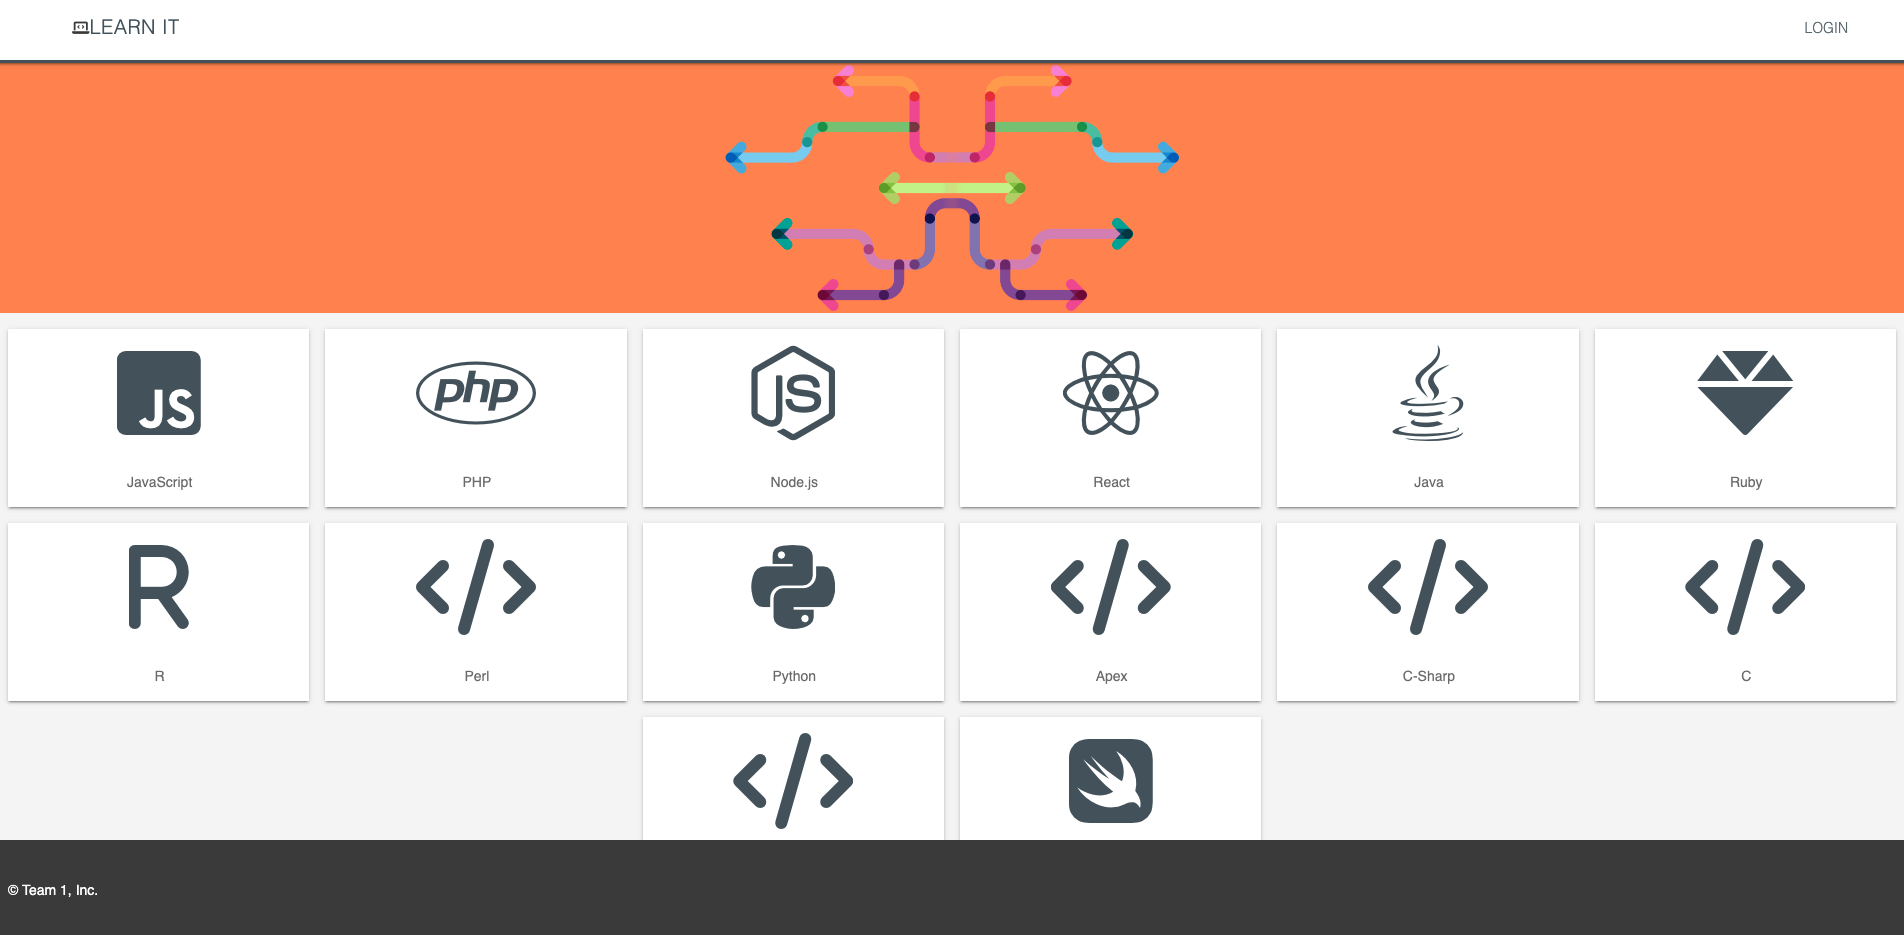 LEARN IT
LOGIN
JS
php
JS
JavaScript
PHP
Node.js
React
Java
Ruby
R
</>
</>
</>
</>
R
Perl
Python
Apex
C-Sharp
C
</>
© Team 1, Inc.